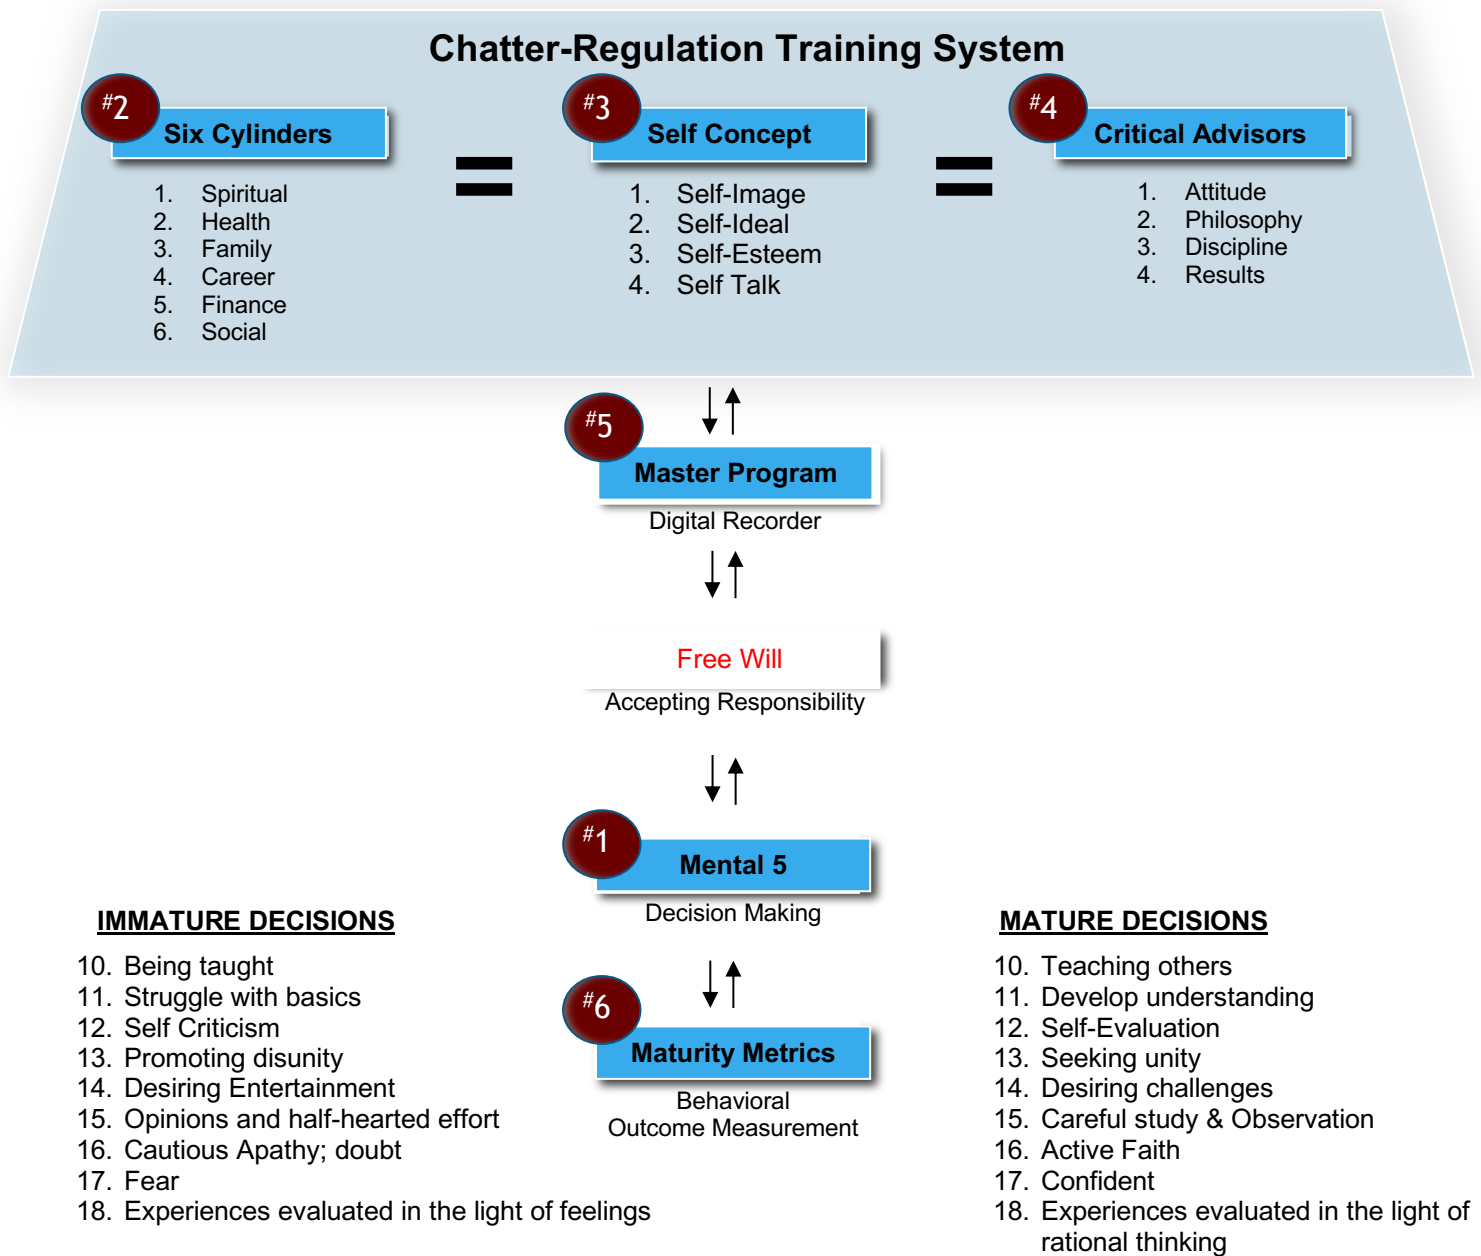 Chatter-Regulation Training System
#2
Six Cylinders
1. Spiritual
2. Health
3. Family
4. Career
5. Finance
6. Social
=
#3
Self Concept
1. Self-Image
2. Self-Ideal
3. Self-Esteem
4. Self Talk
=
#4
Critical Advisors
1. Attitude
2. Philosophy
3. Discipline
4. Results
#5
Master Program
Digital Recorder
Free Will
Accepting Responsibility
#1
Mental 5
Decision Making
#6
Maturity Metrics
Behavioral
Outcome Measurement
IMMATURE DECISIONS
10. Being taught
11. Struggle with basics
12. Self Criticism
13. Promoting disunity
14. Desiring Entertainment
15. Opinions and half-hearted effort
16. Cautious Apathy; doubt
17. Fear
18. Experiences evaluated in the light of feelings
MATURE DECISIONS
10. Teaching others
11. Develop understanding
12. Self-Evaluation
13. Seeking unity
14. Desiring challenges
15. Careful study & Observation
16. Active Faith
17. Confident
18. Experiences evaluated in the light of
rational thinking